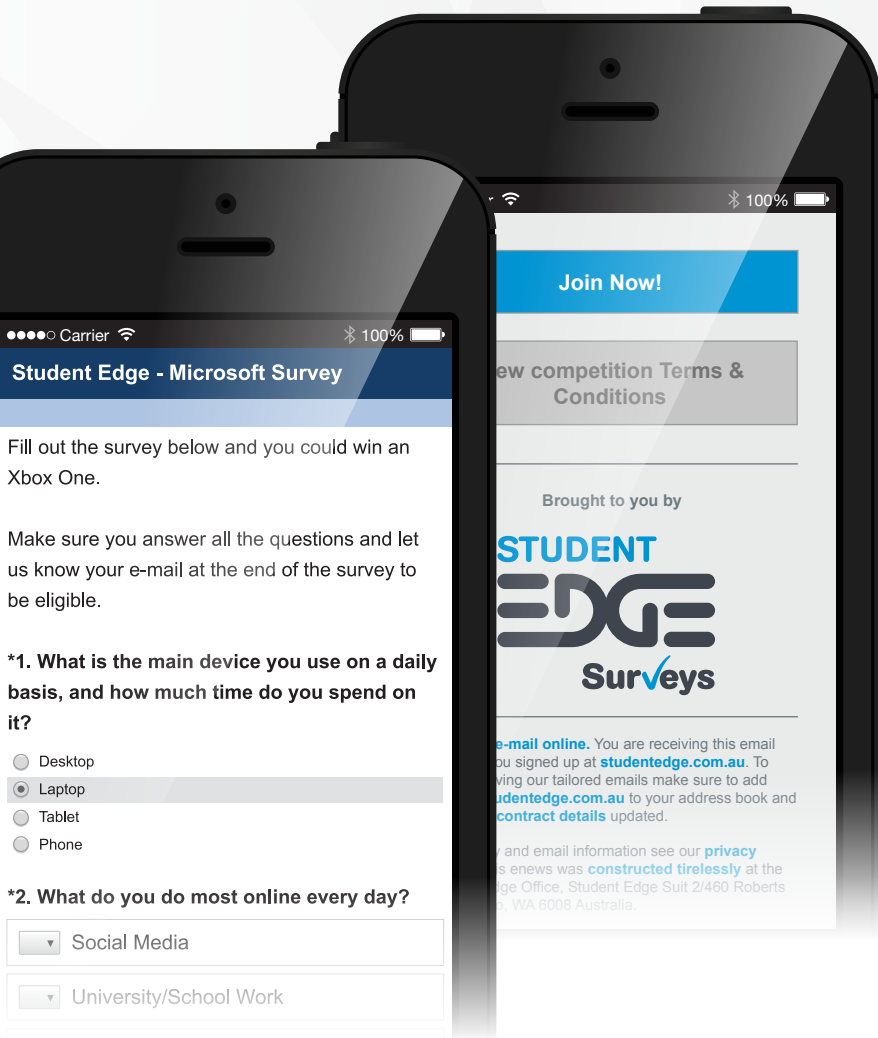 Carrier 100%
Student Edge - Microsoft Survey
Fill out the survey below and you could win an
Xbox One.
Make sure you answer all the questions and let
us know your e-mail at the end of the survey to
be eligible.
*1. What is the main device you use on a daily
basis, and how much time do you spend on
it?
Desktop
Laptop
Tablet
Phone
*2. What do you do most online every day?
Social Media
University/School Work
100%
Join Now!
competition Terms &
Conditions
Brought to you by
STUDENT
EDGE
Surveys
e-mail online. You are receiving this email
you signed up at studentedge.com.au. To
our tailored emails make sure to add
studentedge.com.au to your address book and
contract details updated.
and email information see our privacy
enews was constructed tirelessly at the
Office, Student Edge Suit 2/460 Roberts
WA 6008 Australia.